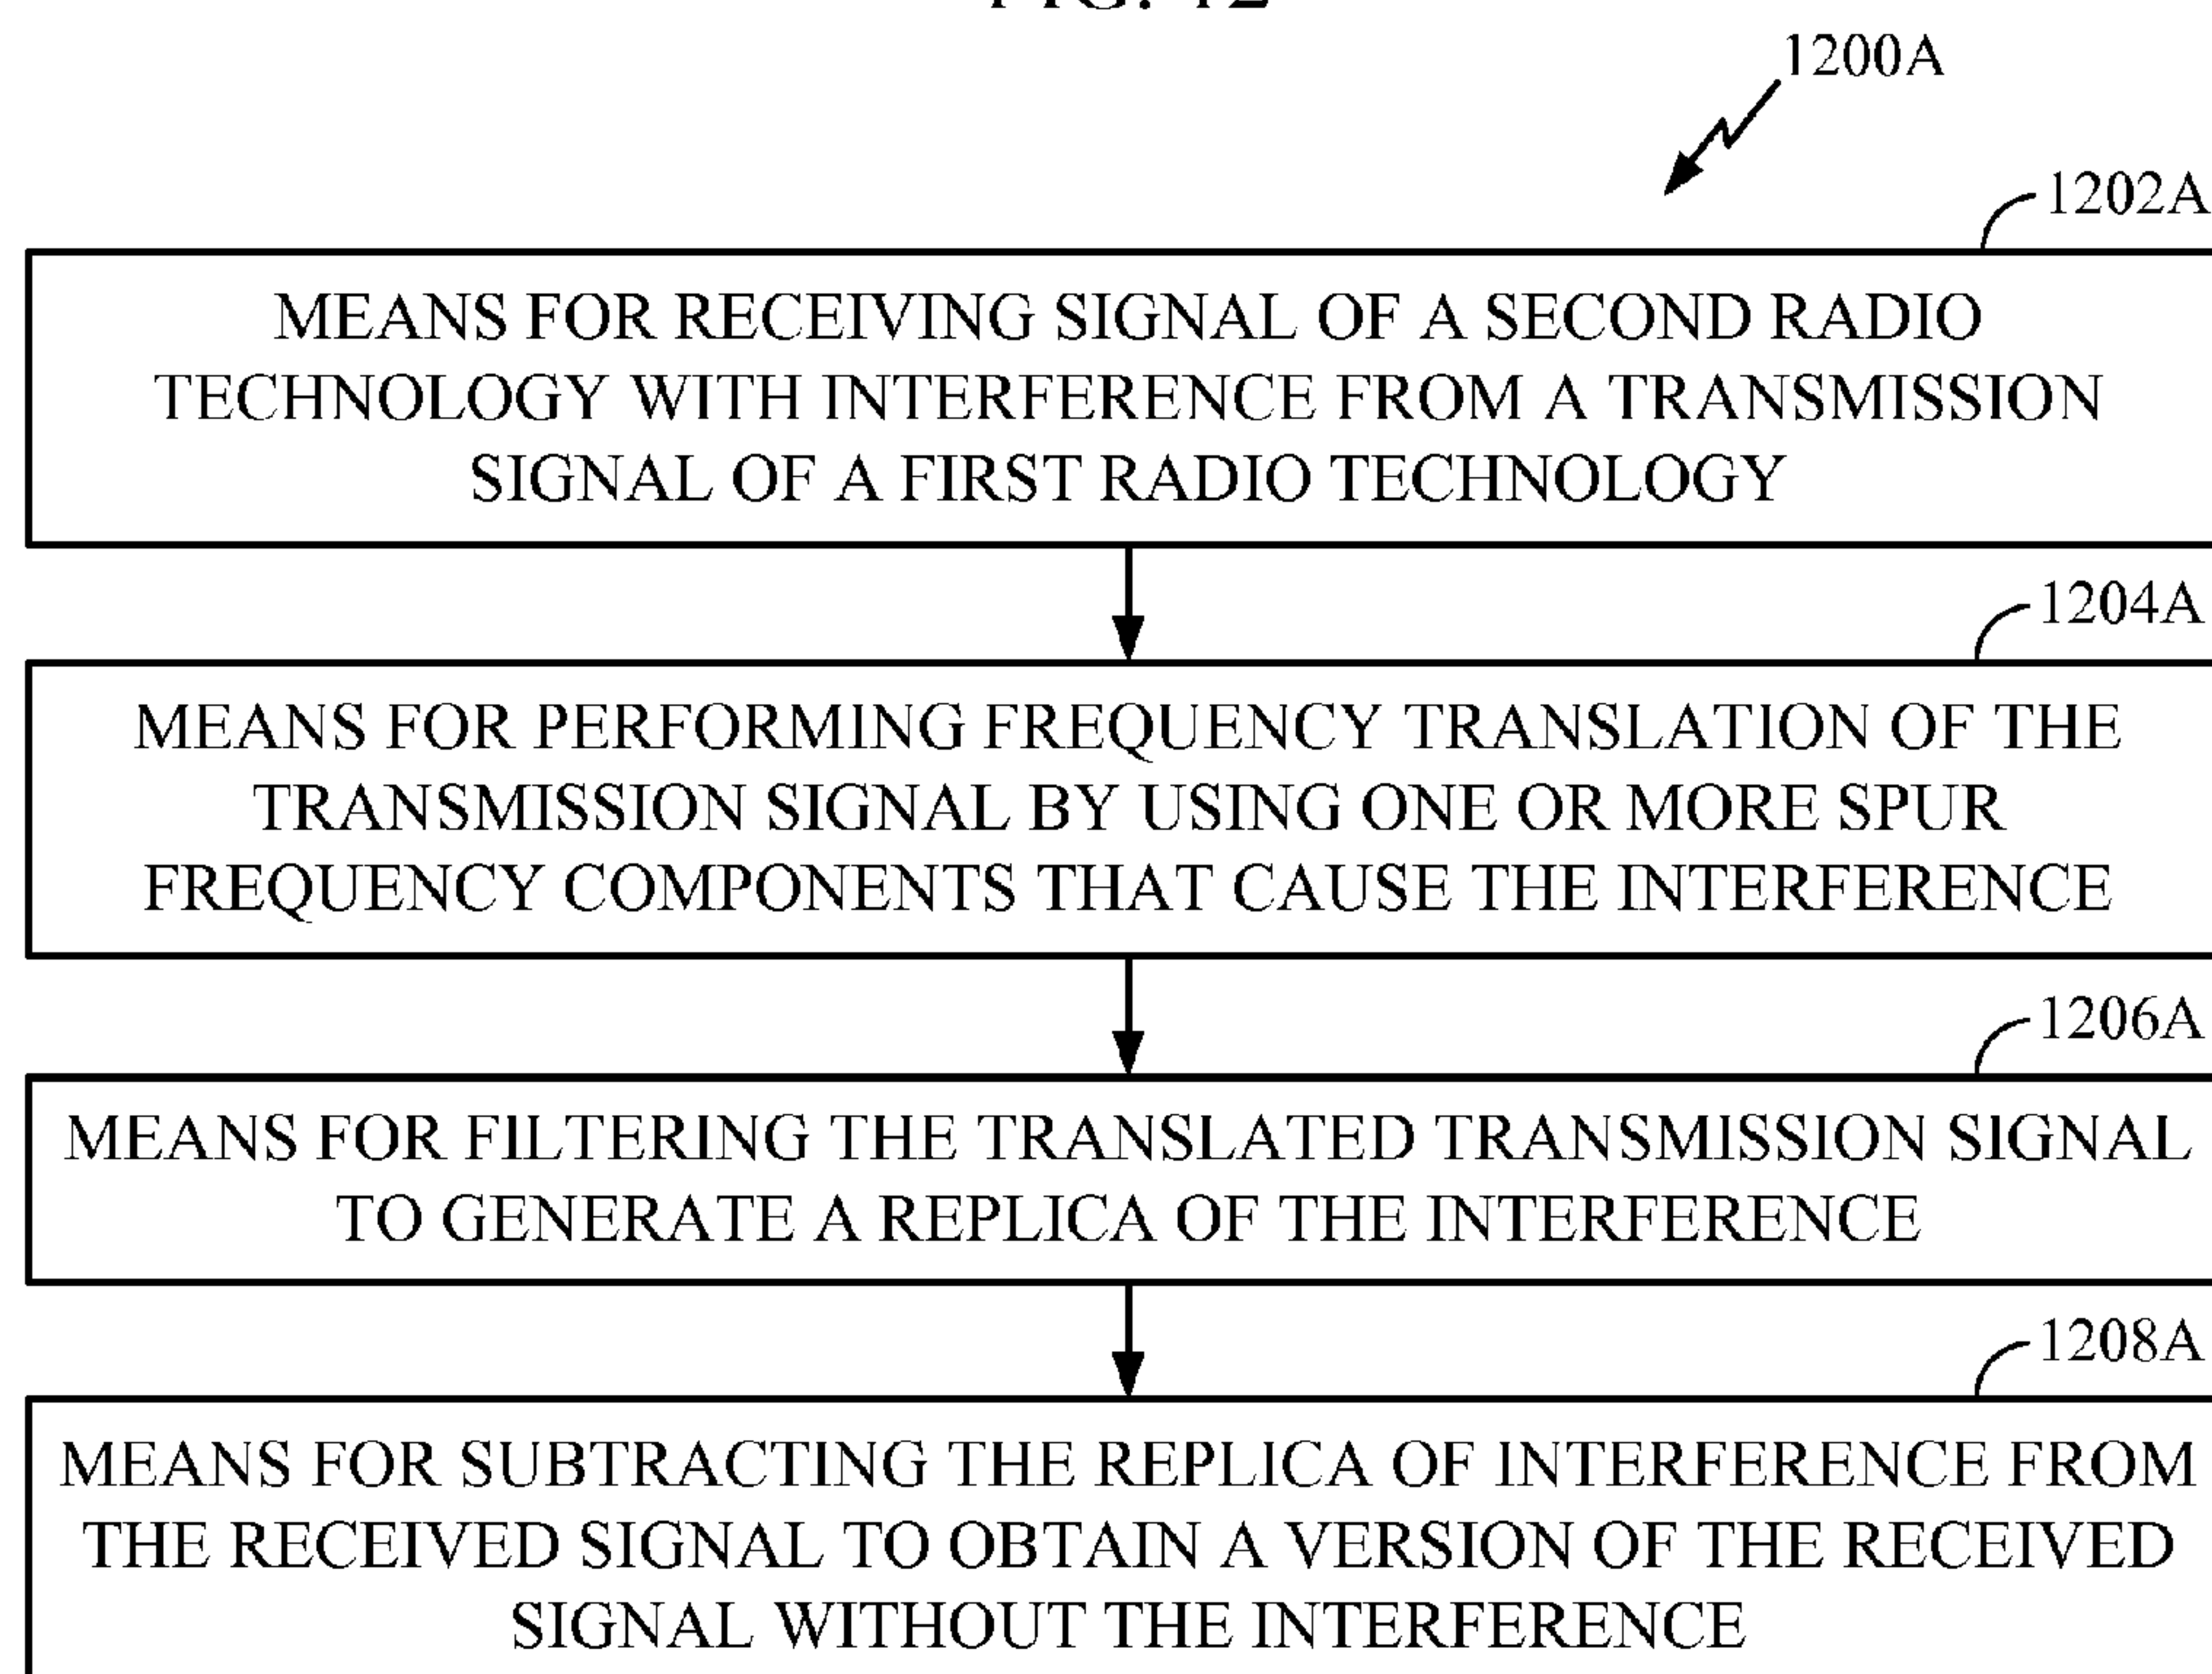 FIG. 12
1200A
1202A
MEANS FOR RECEIVING SIGNAL OF A SECOND RADIO
TECHNOLOGY WITH INTERFERENCE FROM A TRANSMISSION
SIGNAL OF A FIRST RADIO TECHNOLOGY
1204A
MEANS FOR PERFORMING FREQUENCY TRANSLATION OF THE
TRANSMISSION SIGNAL BY USING ONE OR MORE SPUR
FREQUENCY COMPONENTS THAT CAUSE THE INTERFERENCE
1206A
MEANS FOR FILTERING THE TRANSLATED TRANSMISSION SIGNAL
TO GENERATE A REPLICA OF THE INTERFERENCE
1208A
MEANS FOR SUBTRACTING THE REPLICA OF INTERFERENCE FROM
THE RECEIVED SIGNAL TO OBTAIN A VERSION OF THE RECEIVED
SIGNAL WITHOUT THE INTERFERENCE